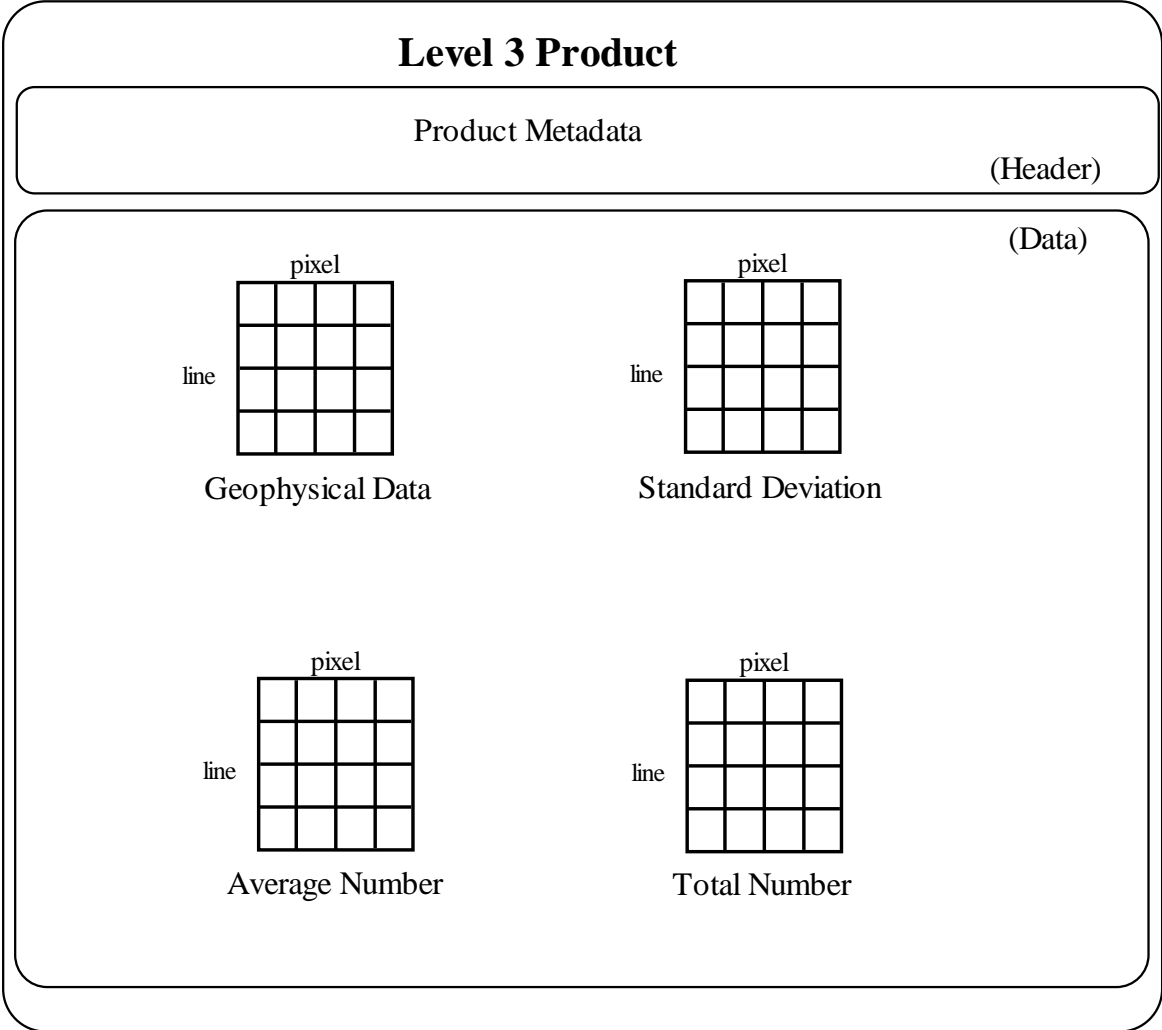 Level 3 Product
Product Metadata
(Header)
(Data)
pixel
line
Geophysical Data
pixel
line
Standard Deviation
pixel
line
Average Number
pixel
line
Total Number